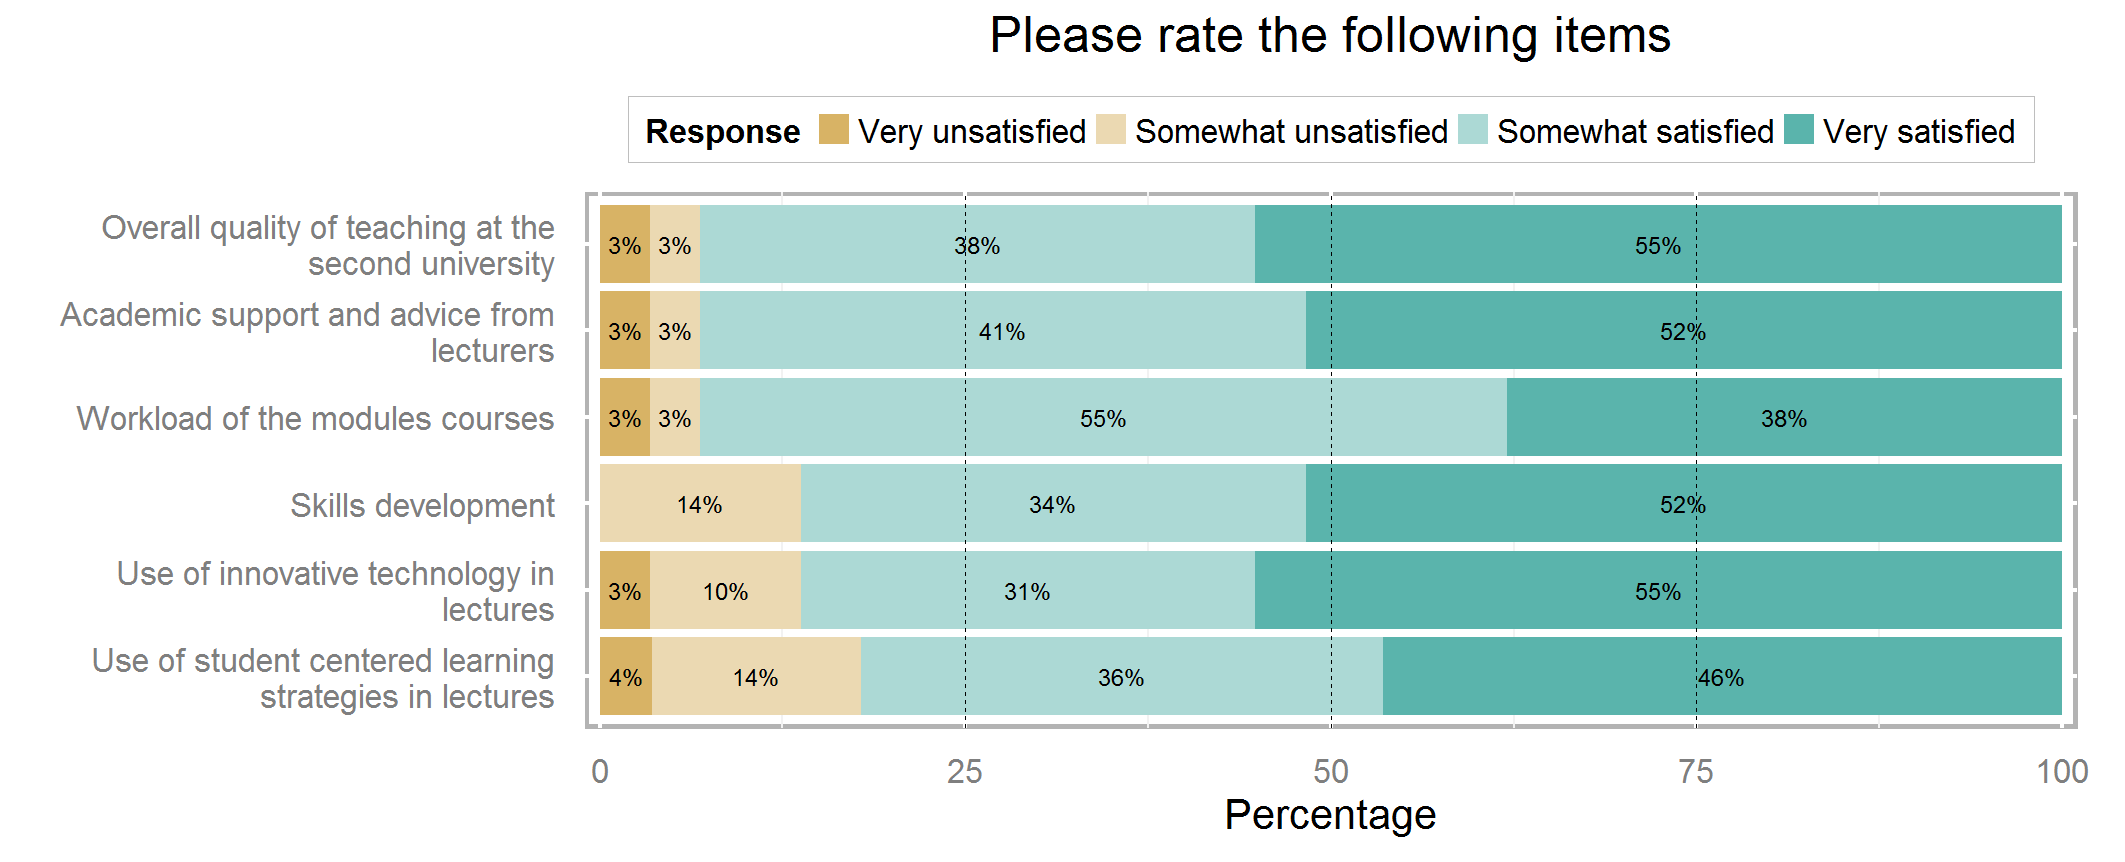 Please rate the following items
Response Very unsatisfied Somewhat unsatisfied Somewhat satisfied Very satisfied
Overall quality of teaching at the
second university
3% 3% 38% 55%
Academic support and advice from
lecturers
3% 3% 41% 52%
Workload of the modules courses
3% 3% 55% 38%
Skills development
14% 34% 52%
Use of innovative technology in
lectures
3% 10% 31% 55%
Use of student centered learning
strategies in lectures
4% 14% 36% 46%
0 25 50 75 100
Percentage